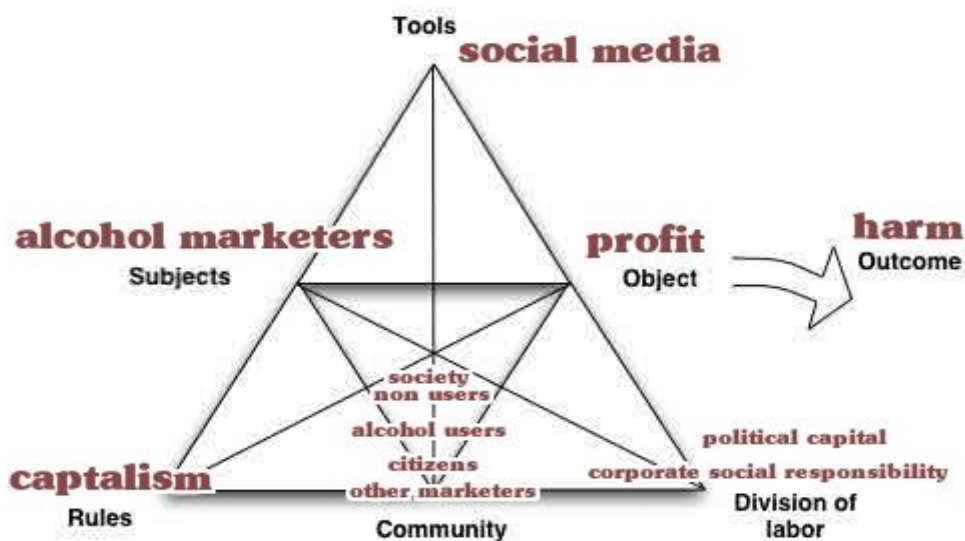 Tools
social media
alcohol marketers
Subjects
profit
Object
harm
Outcome
society
non users
alcohol users
citizens
other marketers
captalism
Rules
Community
political capital
corporate social responsibility
Division of
labor